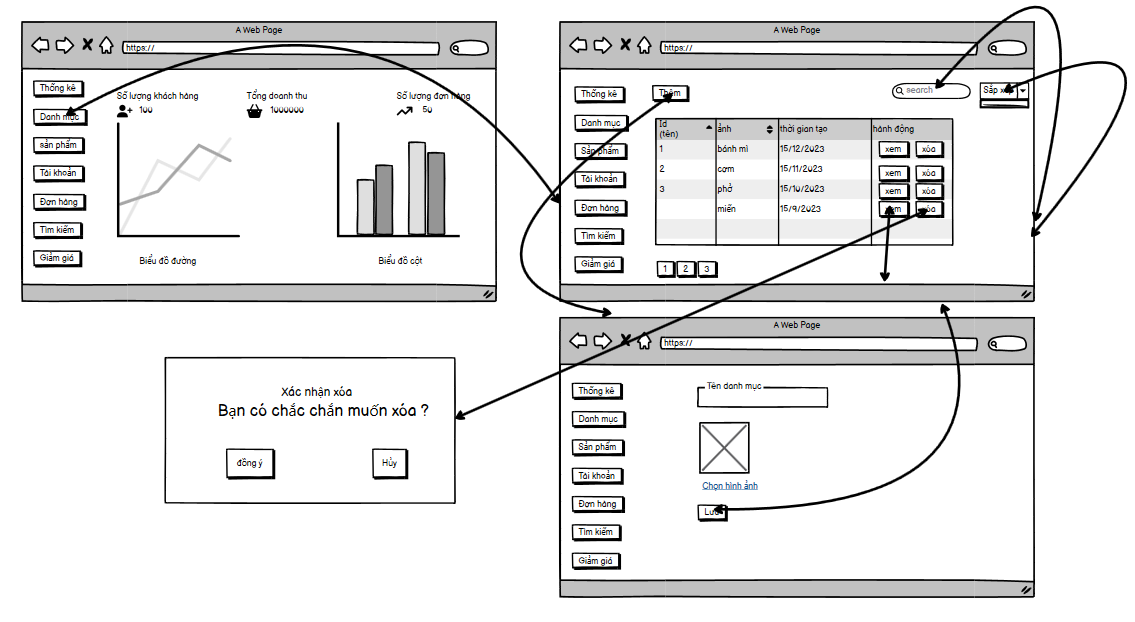 A Web Page
https://
Thống kê
Danh mục
sản phẩm
Tài khoản
Đơn hàng
Tìm kiếm
Giảm giá
Số lượng khách hàng
100
Tổng doanh thu
1000000
Số lượng đơn hàng
50
Biểu đồ đường
Biểu đồ cột
A Web Page
https://
Thống kê
Danh mục
Sản phẩm
Tài khoản
Đơn hàng
Tìm kiếm
Giảm giá
Thêm
search
Sắp xếp
Id (tên) ảnh thời gian tạo hành động
1 bánh mì 15/12/2023 xem xóa
2 cơm 15/11/2023 xem xóa
3 phở 15/10/2023 xem xóa
miến 15/9/2023 xem xóa
1 2 3
Xác nhận xóa
Bạn có chắc chắn muốn xóa ?
đồng ý Hủy
A Web Page
https://
Thống kê
Danh mục
Sản phẩm
Tài khoản
Đơn hàng
Tìm kiếm
Giảm giá
Tên danh mục
Chọn hình ảnh
Lưu